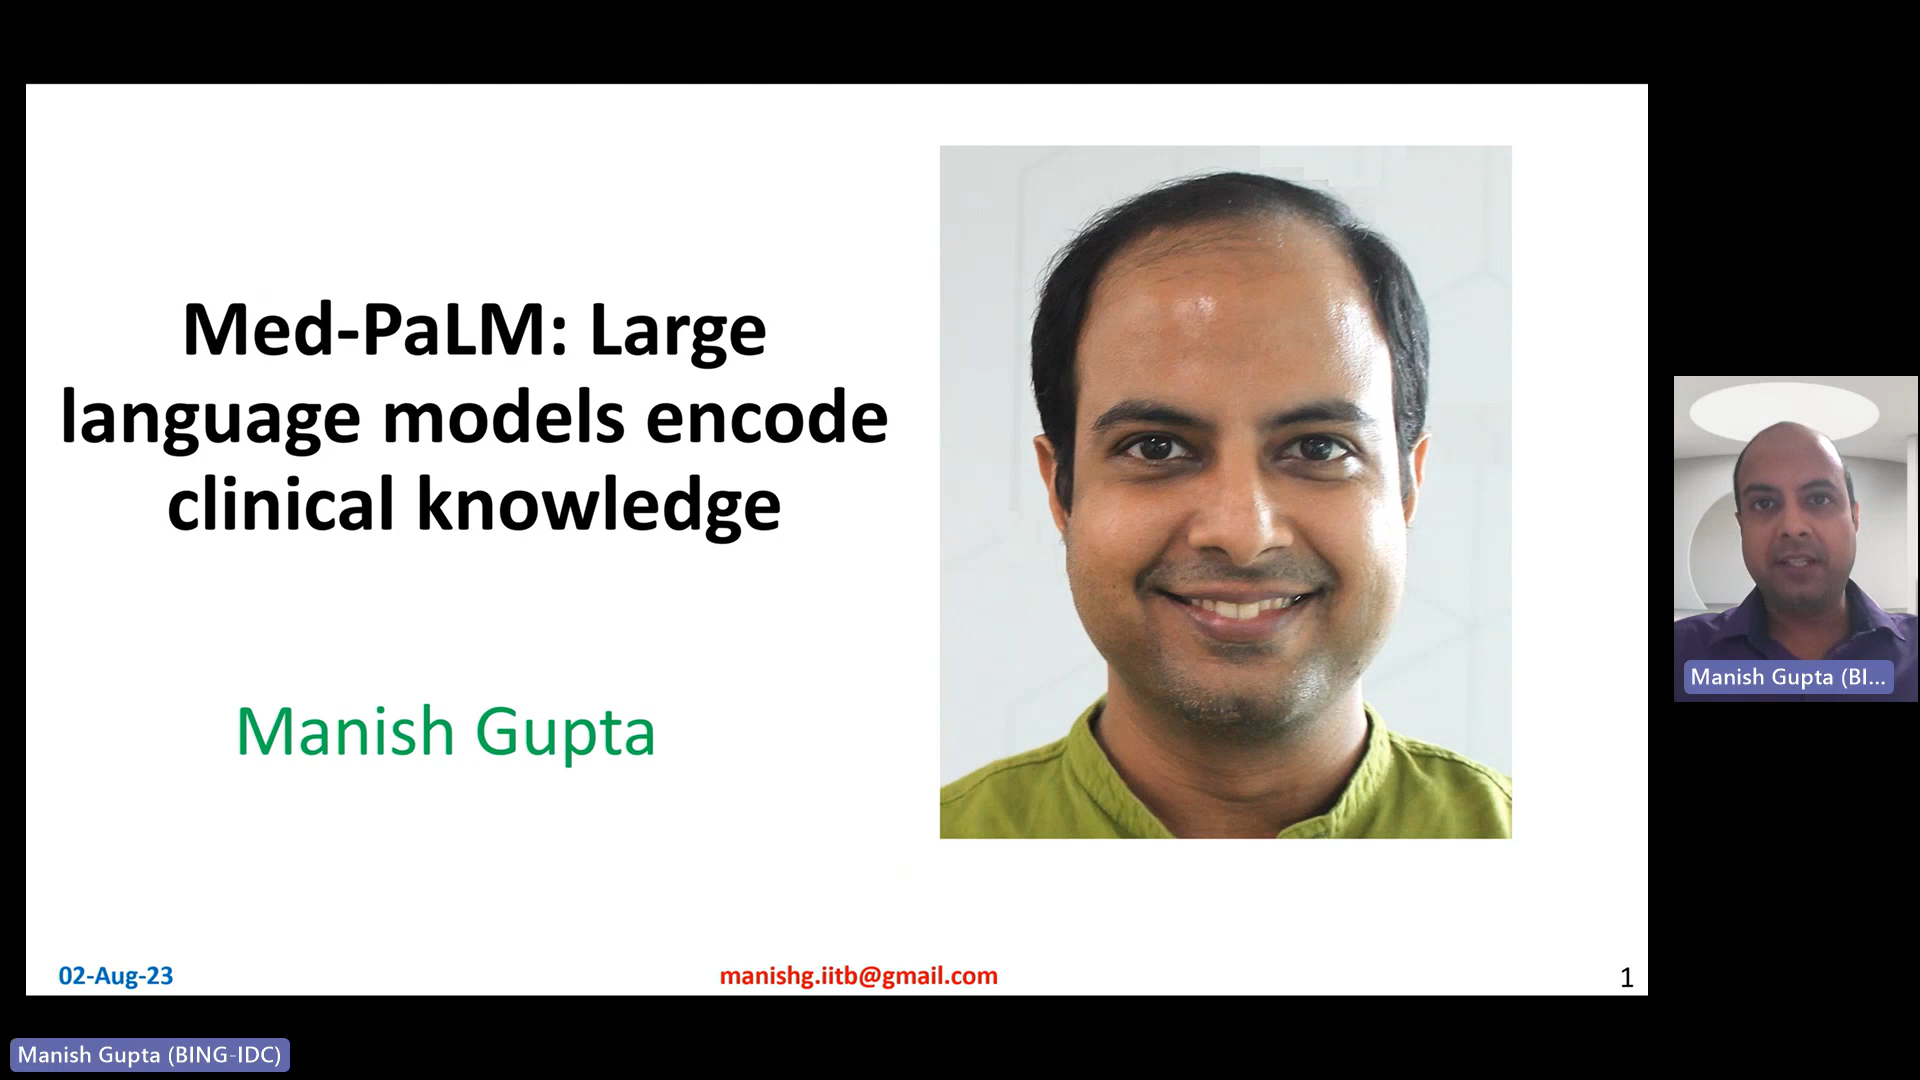 Med-PaLM: Large
language models encode
clinical knowledge
Manish Gupta
02-Aug-23
manishg.iitb@gmail.com
1
Manish Gupta (BI...
Manish Gupta (BING-IDC)